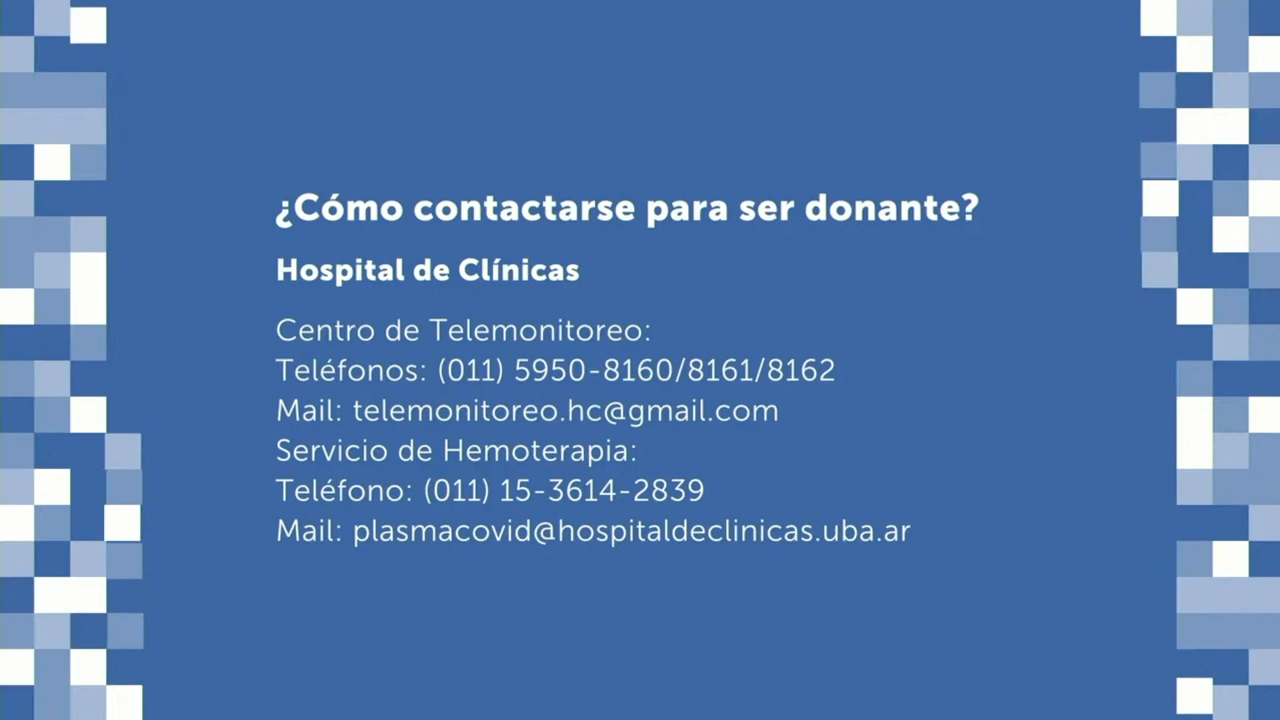 ¿Cómo contactarse para ser donante?
Hospital de Clínicas
Centro de Telemonitoreo:
Teléfonos: (011) 5950-8160/8161/8162
Mail: telemonitoreo.hc@gmail.com
Servicio de Hemoterapia:
Teléfono: (011) 15-3614-2839
Mail: plasmacovid@hospitaldeclinicas.uba.ar